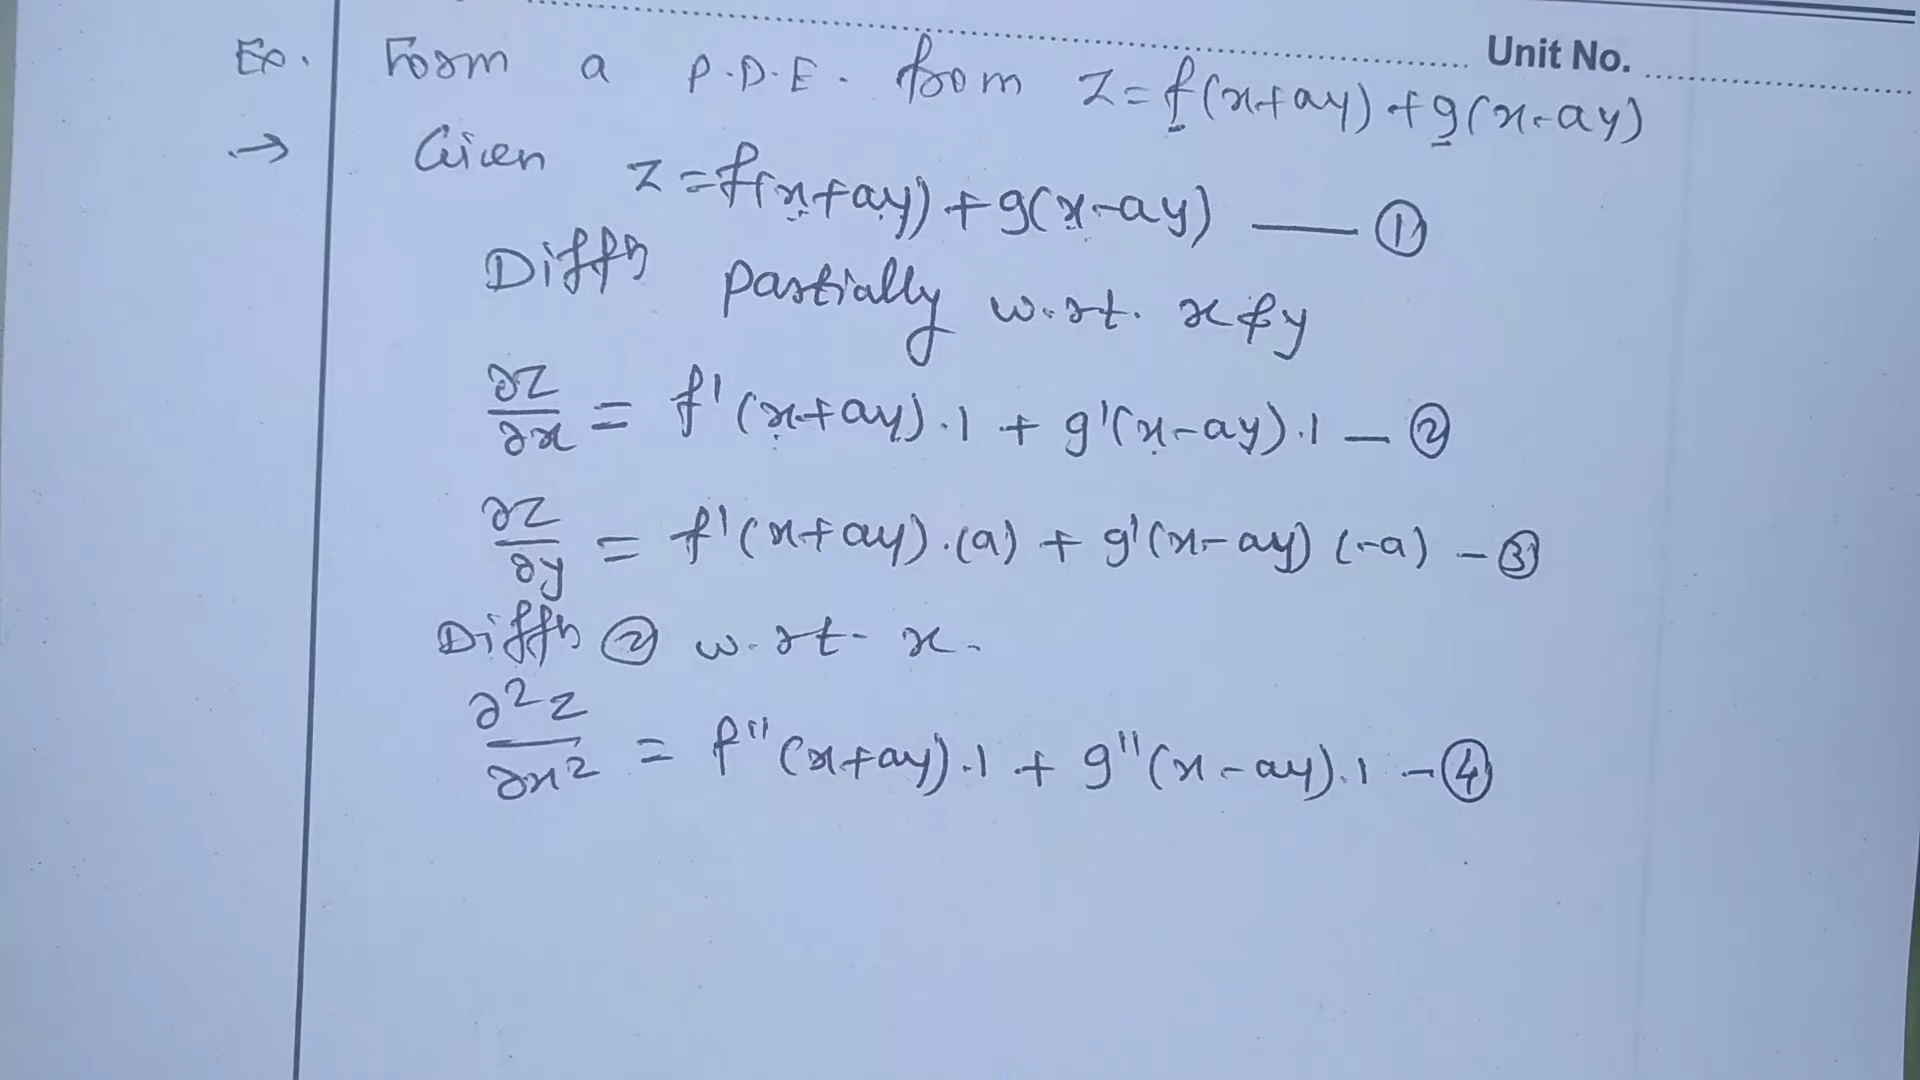 Unit No.
Ex. Form a P.D.E. from z=f(x+ay)+g(x-ay)
→ Given z=f(x+ay)+g(x-ay) — ①
Diffn partially w.r.t. x & y
∂z/∂x = f'(x+ay).1 + g'(x-ay).1 — ②
∂z/∂y = f'(x+ay).(a) + g'(x-ay)(-a) — ③
Diffn ② w.r.t. x.
∂²z/∂x² = f''(x+ay).1 + g''(x-ay).1 — ④